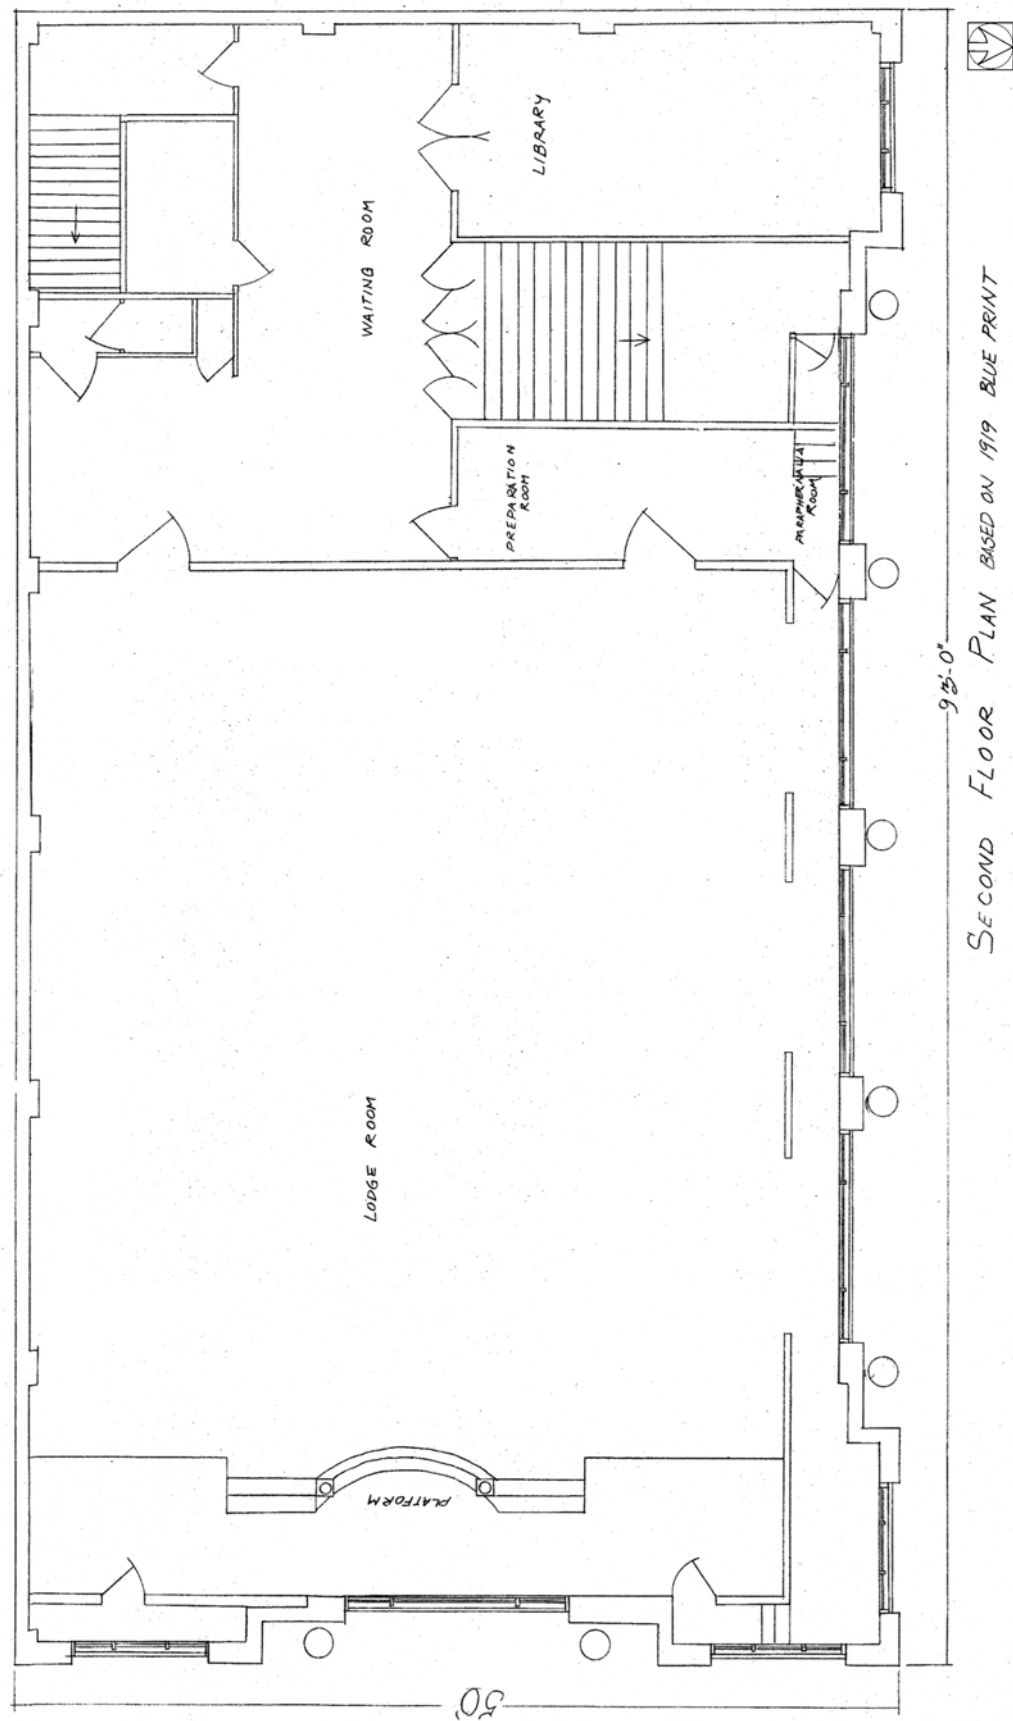 LIBRARY
WAITING ROOM
PREPARATION
ROOM
PARAPHERNALIA
ROOM
LODGE ROOM
PLATFORM
93'-0"
50'
SECOND FLOOR PLAN BASED ON 1919 BLUE PRINT